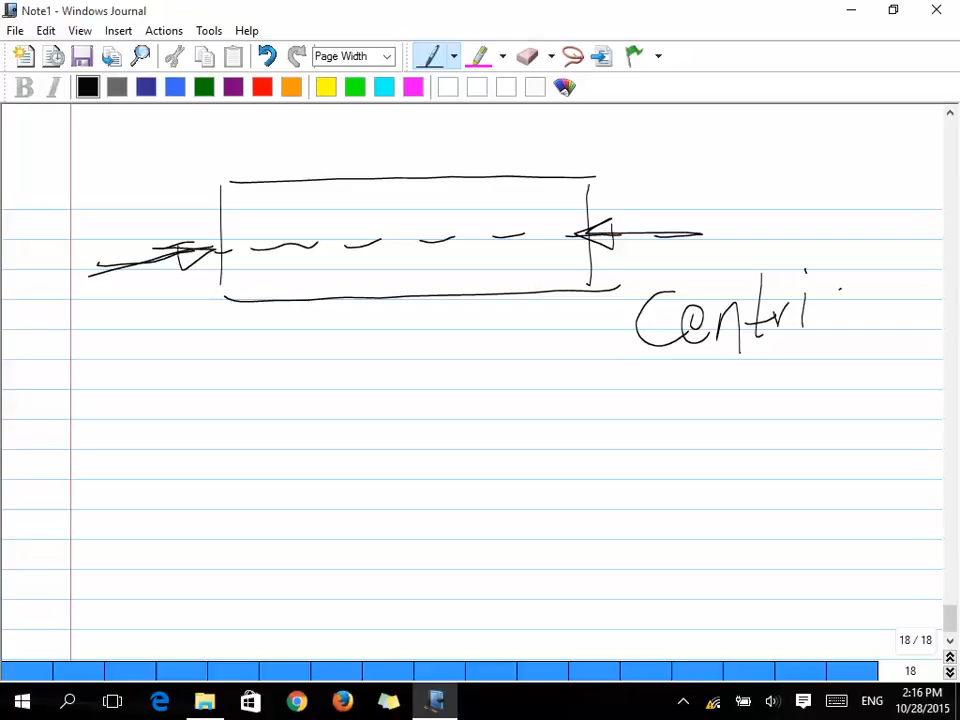 Note1 - Windows Journal
File Edit View Insert Actions Tools Help
Page Width
B I
Centri
18 / 18
18
ENG
2:16 PM
10/28/2015